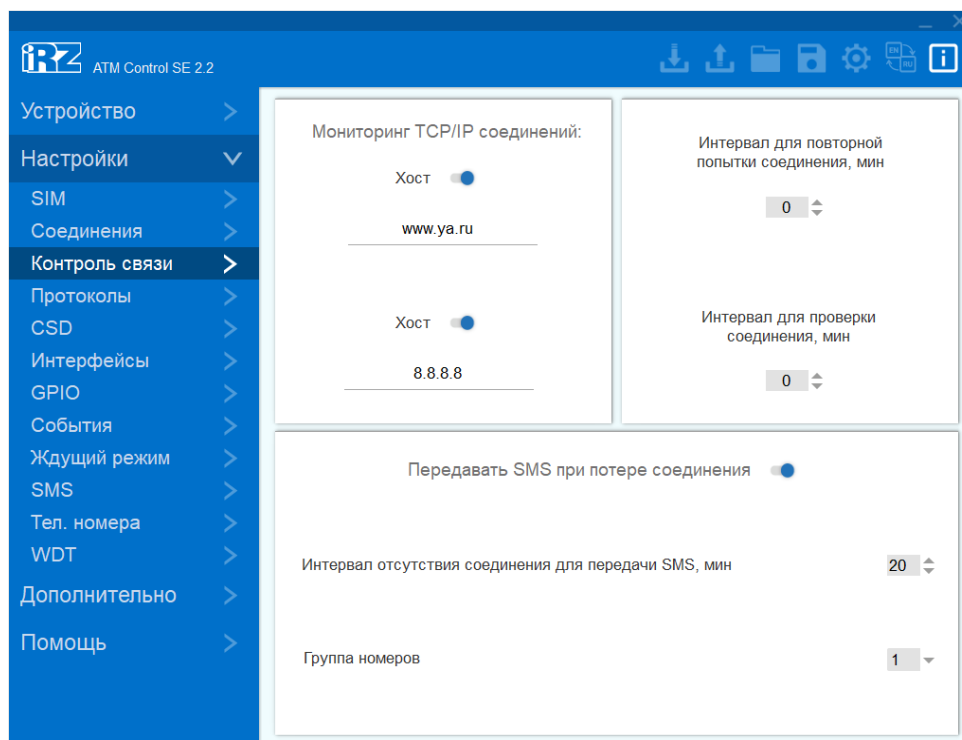 iRZ ATM Control SE 2.2
EN
RU
Устройство
Настройки
SIM
Соединения
Контроль связи
Протоколы
CSD
Интерфейсы
GPIO
События
Ждущий режим
SMS
Тел. номера
WDT
Дополнительно
Помощь
Мониторинг TCP/IP соединений:
Хост
www.ya.ru
Хост
8.8.8.8
Интервал для повторной
попытки соединения, мин
0
Интервал для проверки
соединения, мин
0
Передавать SMS при потере соединения
Интервал отсутствия соединения для передачи SMS, мин
20
Группа номеров
1